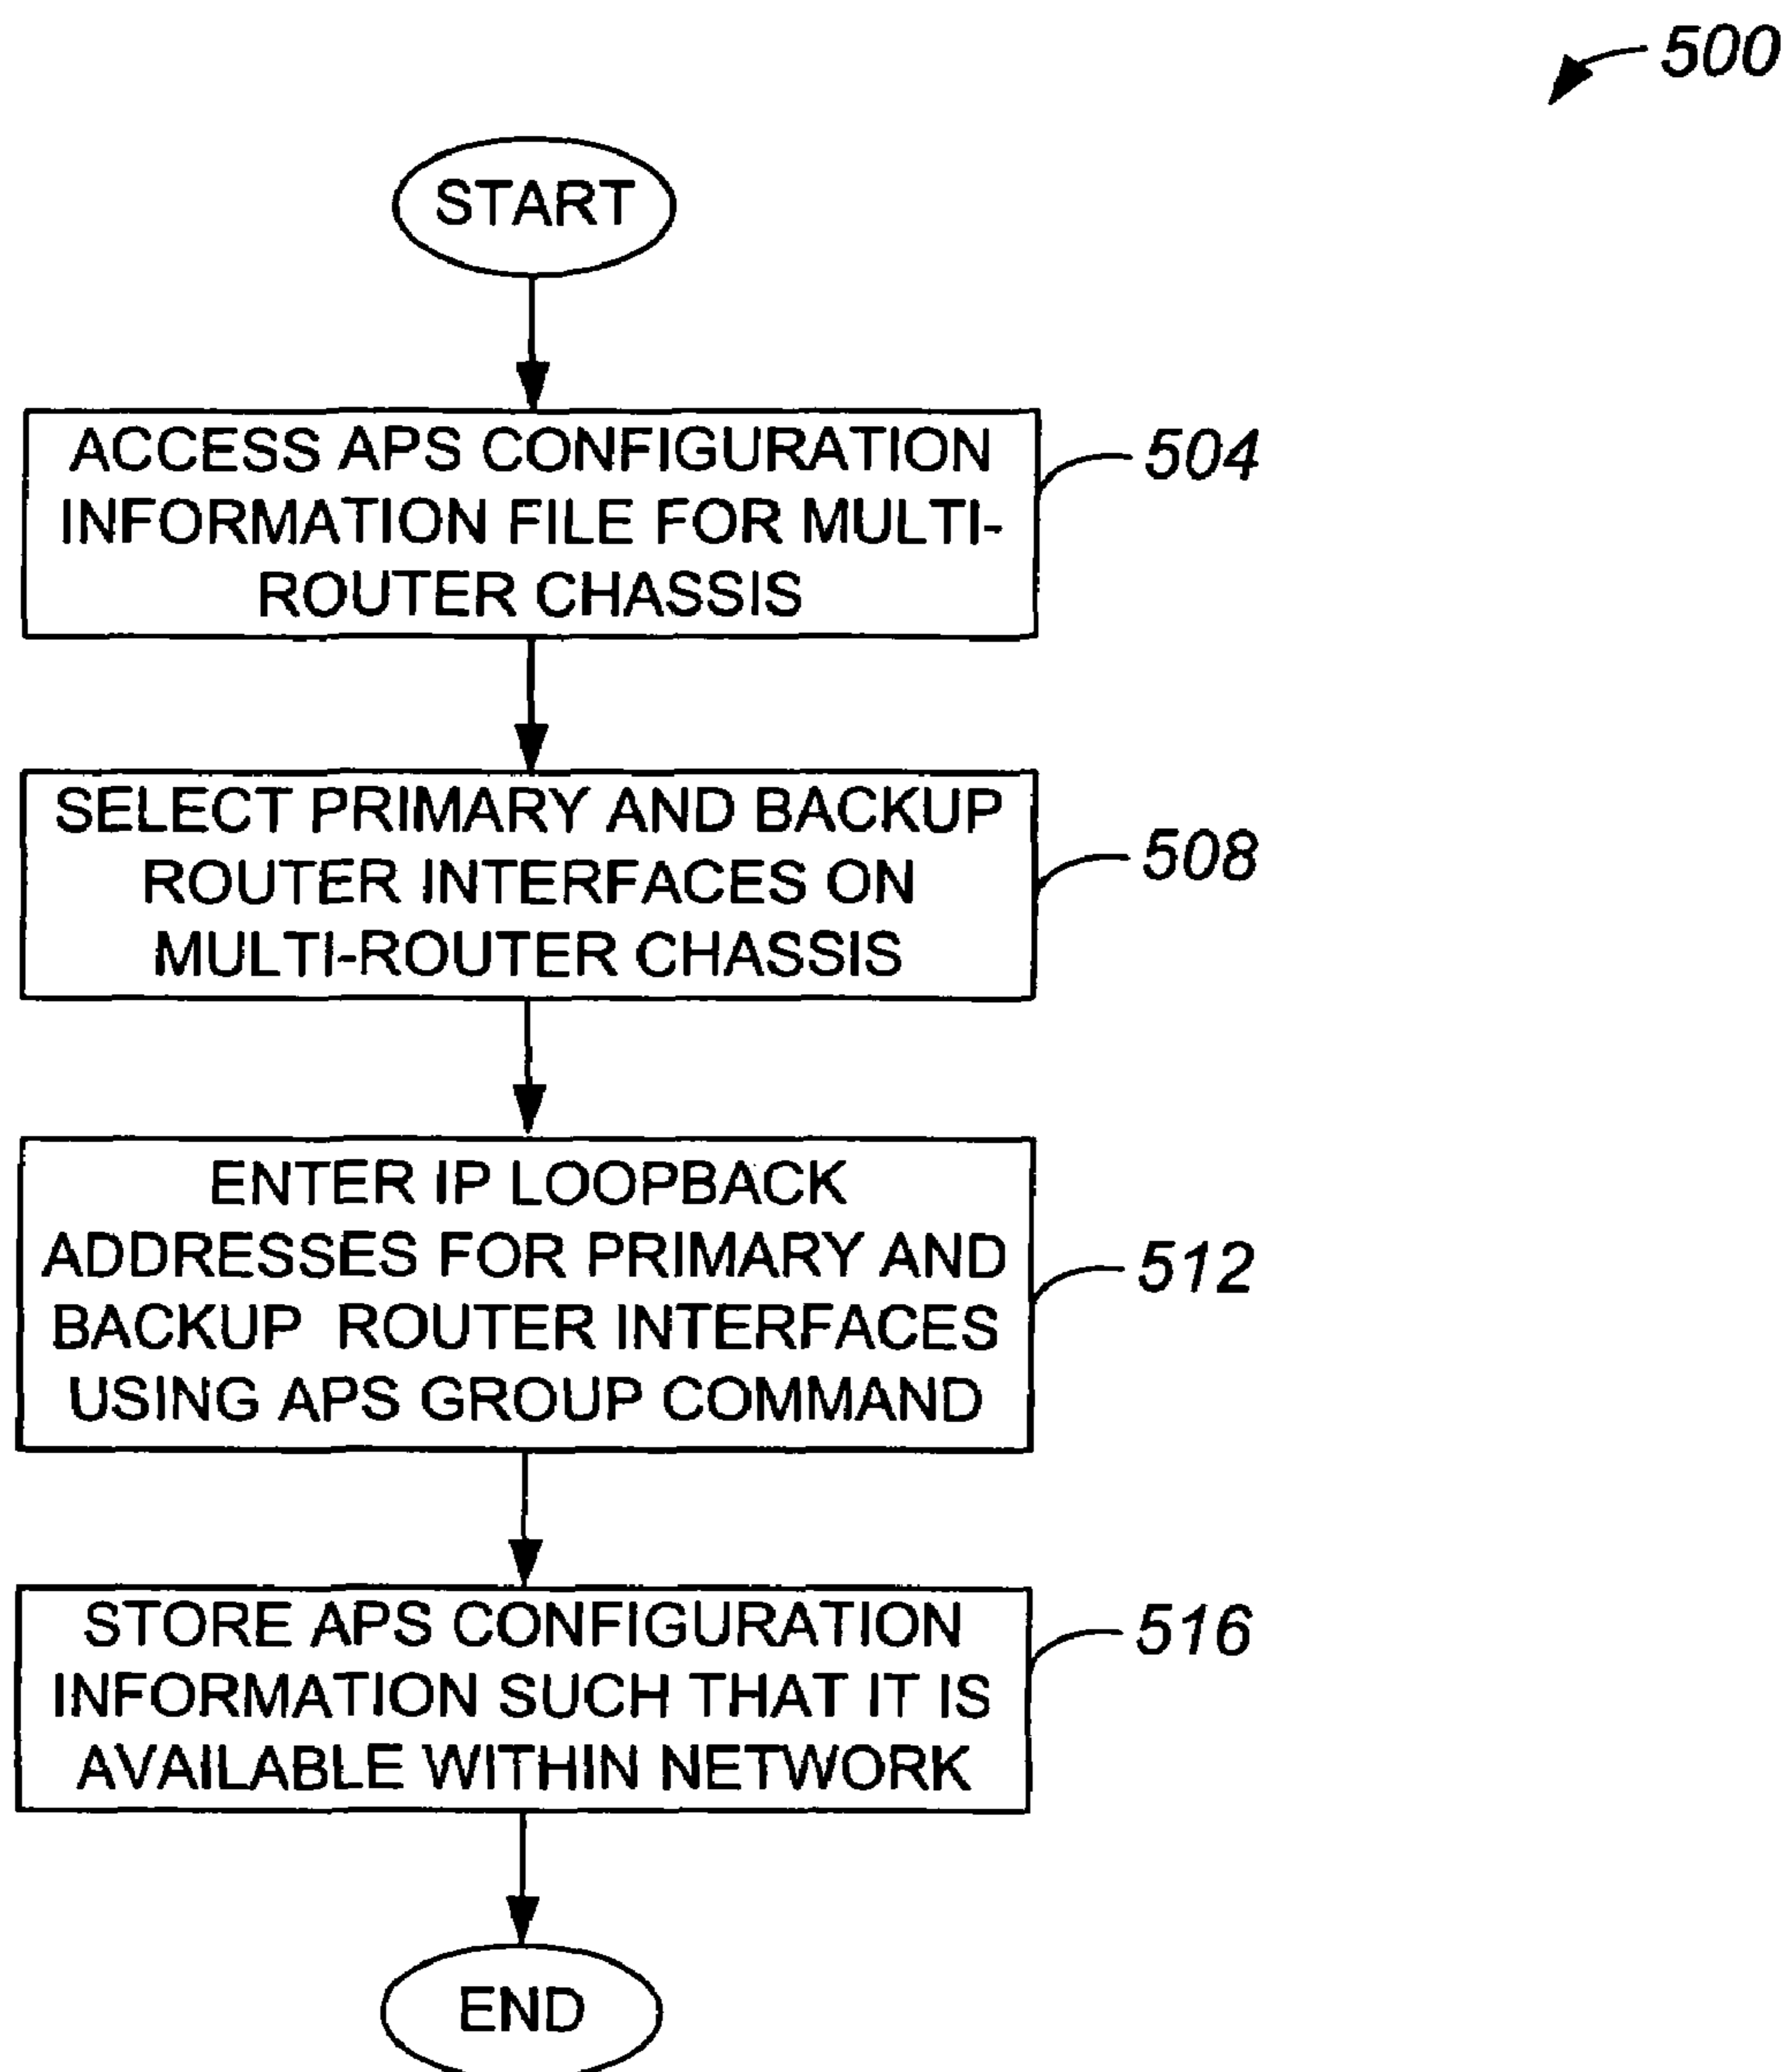 500
START
ACCESS APS CONFIGURATION
INFORMATION FILE FOR MULTI-
ROUTER CHASSIS
504
SELECT PRIMARY AND BACKUP
ROUTER INTERFACES ON
MULTI-ROUTER CHASSIS
508
ENTER IP LOOPBACK
ADDRESSES FOR PRIMARY AND
BACKUP ROUTER INTERFACES
USING APS GROUP COMMAND
512
STORE APS CONFIGURATION
INFORMATION SUCH THAT IT IS
AVAILABLE WITHIN NETWORK
516
END